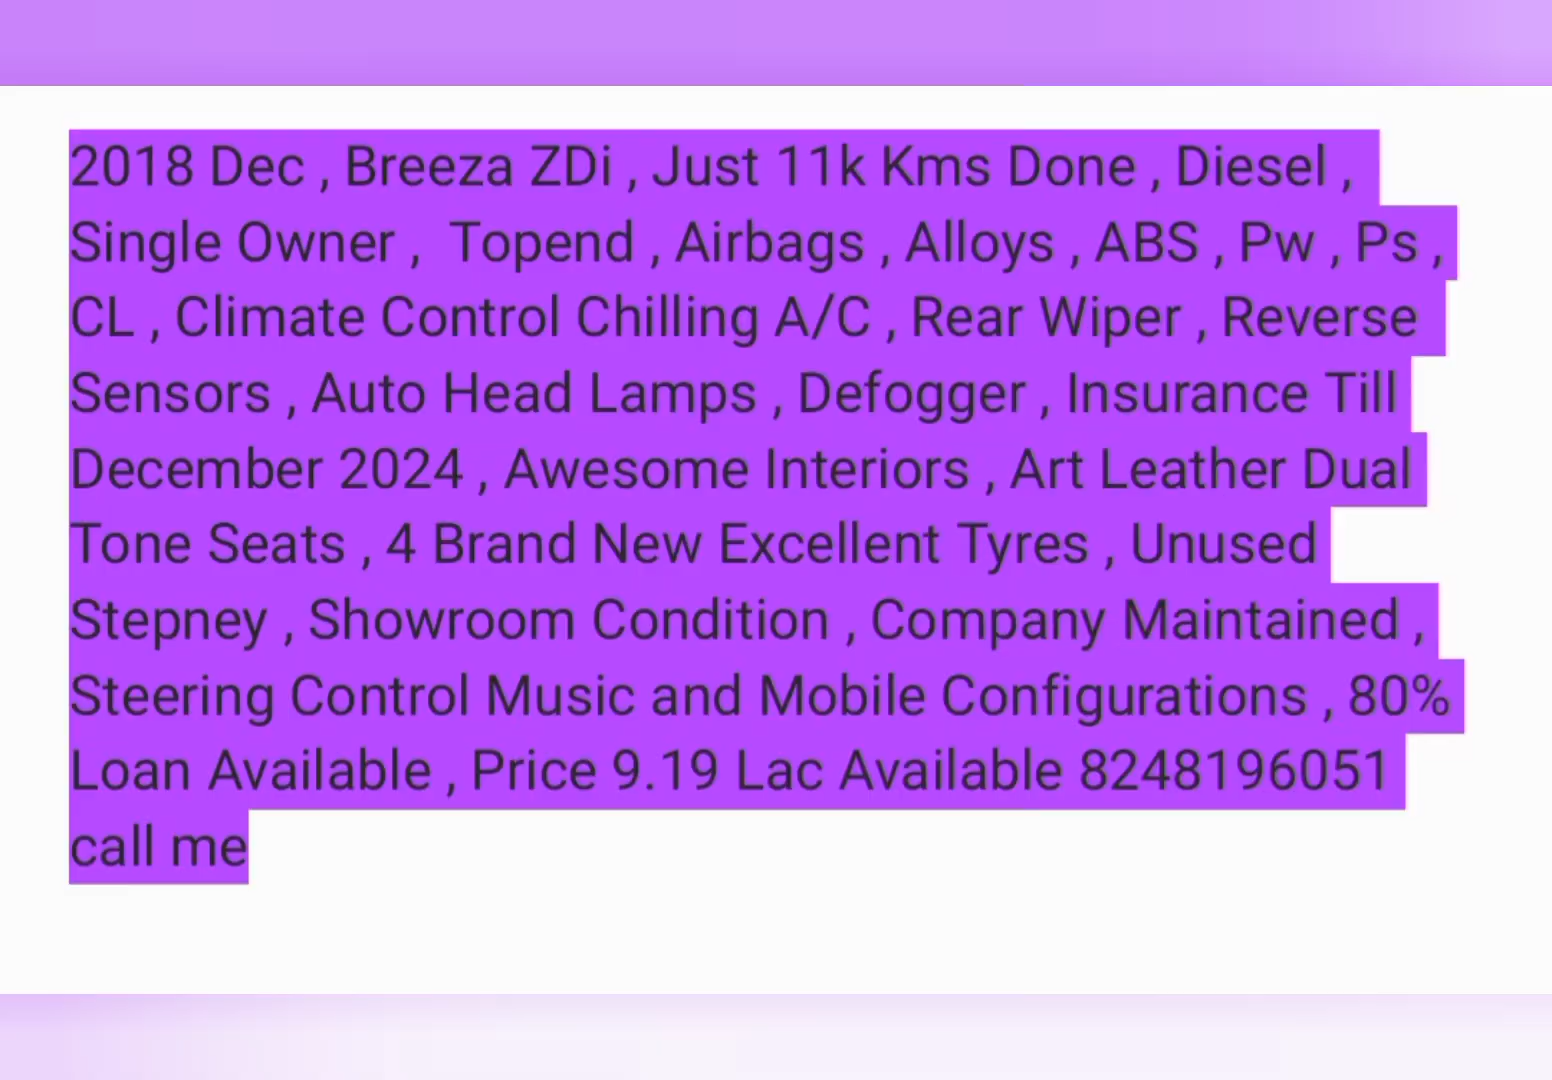 2018 Dec , Breeza ZDi , Just 11k Kms Done , Diesel ,
Single Owner ,  Topend , Airbags , Alloys , ABS , Pw , Ps ,
CL , Climate Control Chilling A/C , Rear Wiper , Reverse
Sensors , Auto Head Lamps , Defogger , Insurance Till
December 2024 , Awesome Interiors , Art Leather Dual
Tone Seats , 4 Brand New Excellent Tyres , Unused
Stepney , Showroom Condition , Company Maintained ,
Steering Control Music and Mobile Configurations , 80%
Loan Available , Price 9.19 Lac Available 8248196051
call me